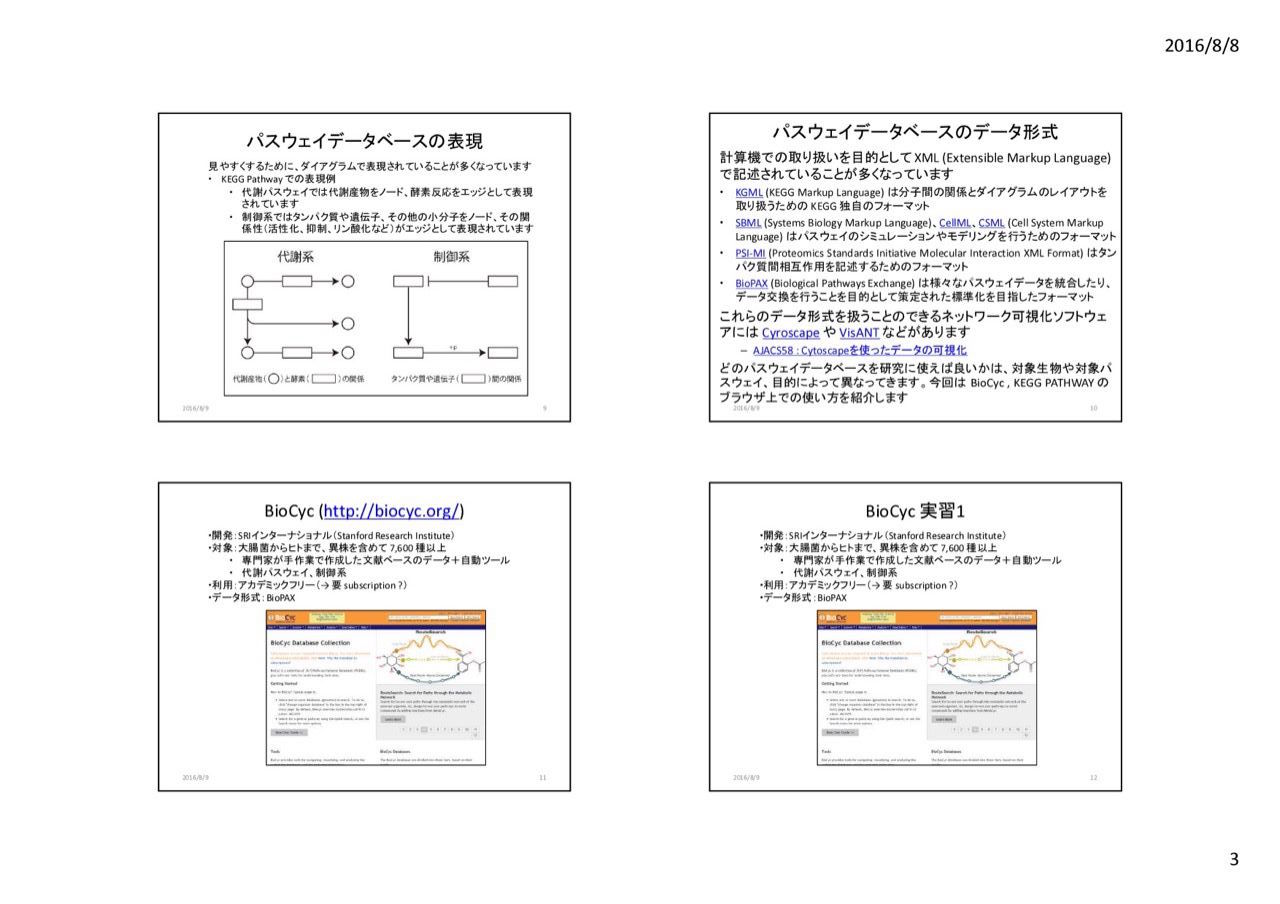 2016/8/8
パスウェイデータベースの表現
見やすくするために、ダイアグラムで表現されていることが多くなっています
• KEGG Pathway での表現例
• 代謝パスウェイでは代謝産物をノード、酵素反応をエッジとして表現
されています
• 制御系ではタンパク質や遺伝子、その他の小分子をノード、その関
係性（活性化、抑制、リン酸化など）がエッジとして表現されています
代謝系
制御系
+p
代謝産物（ ）と酵素（ ）の関係
タンパク質や遺伝子（ ）間の関係
2016/8/9
9
パスウェイデータベースのデータ形式
計算機での取り扱いを目的として XML (Extensible Markup Language)
で記述されていることが多くなっています
• KGML (KEGG Markup Language) は分子間の関係とダイアグラムのレイアウトを
取り扱うための KEGG 独自のフォーマット
• SBML (Systems Biology Markup Language)、CellML、CSML (Cell System Markup
Language) はパスウェイのシミュレーションやモデリングを行うためのフォーマット
• PSI-MI (Proteomics Standards Initiative Molecular Interaction XML Format) はタン
パク質間相互作用を記述するためのフォーマット
• BioPAX (Biological Pathways Exchange) は様々なパスウェイデータを統合したり、
データ交換を行うことを目的として策定された標準化を目指したフォーマット
これらのデータ形式を扱うことのできるネットワーク可視化ソフトウェ
アには Cyroscape や VisANT などがあります
– AJACS58 : Cytoscapeを使ったデータの可視化
どのパスウェイデータベースを研究に使えば良いかは、対象生物や対象パ
スウェイ、目的によって異なってきます。今回は BioCyc , KEGG PATHWAY の
ブラウザ上での使い方を紹介します
2016/8/9
10
BioCyc (http://biocyc.org/)
•開発：SRIインターナショナル（Stanford Research Institute）
•対象：大腸菌からヒトまで、異株を含めて 7,600 種以上
• 専門家が手作業で作成した文献ベースのデータ＋自動ツール
• 代謝パスウェイ、制御系
•利用：アカデミックフリー（→ 要 subscription ?）
•データ形式：BioPAX
BioCyc
RouteSearch
BioCyc Database Collection
Getting Started
RouteSearch: Search for Paths through the Metabolic
Network
Tools
BioCyc Databases
2016/8/9
11
BioCyc 実習1
•開発：SRIインターナショナル（Stanford Research Institute）
•対象：大腸菌からヒトまで、異株を含めて 7,600 種以上
• 専門家が手作業で作成した文献ベースのデータ＋自動ツール
• 代謝パスウェイ、制御系
•利用：アカデミックフリー（→ 要 subscription ?）
•データ形式：BioPAX
BioCyc
RouteSearch
BioCyc Database Collection
Getting Started
RouteSearch: Search for Paths through the Metabolic
Network
Tools
BioCyc Databases
2016/8/9
12
3